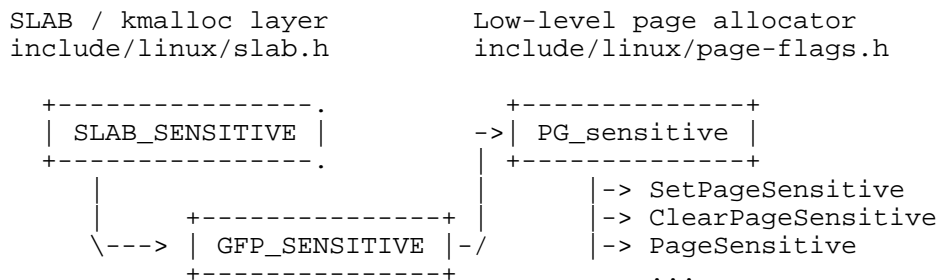 SLAB / kmalloc layer Low-level page allocator
include/linux/slab.h include/linux/page-flags.h
+----------------. +--------------+
| SLAB_SENSITIVE | ->| PG_sensitive |
+----------------. | +--------------+
| | |-> SetPageSensitive
| +---------------+ | |-> ClearPageSensitive
\---> | GFP_SENSITIVE |-/ |-> PageSensitive
+---------------+ ...